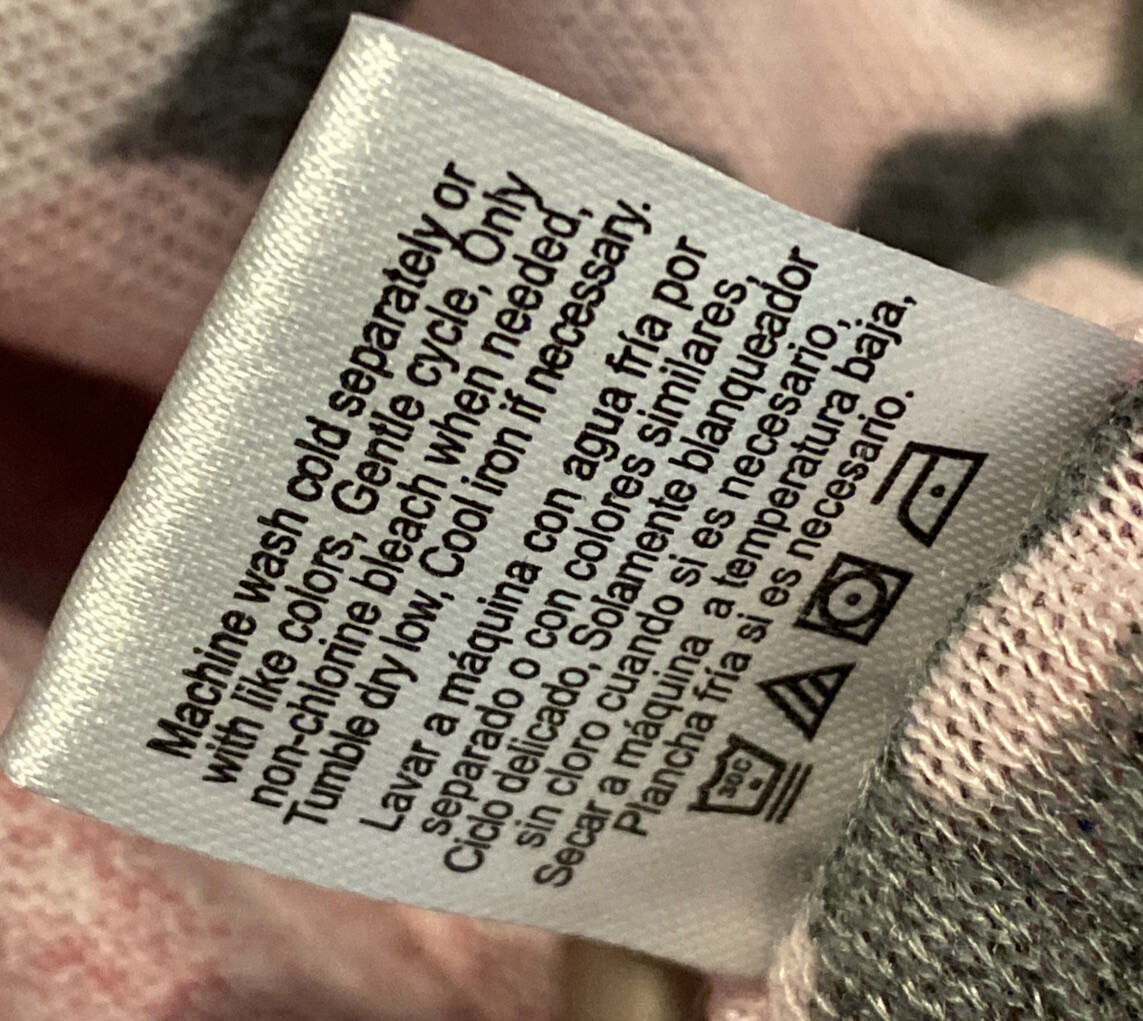 Machine wash cold separately or
with like colors, Gentle cycle, Only
non-chlorine bleach when needed,
Tumble dry low, Cool iron if necessary.
Lavar a máquina con agua fría por
separado o con colores similares,
Ciclo delicado, Solamente blanqueador
sin cloro cuando si es necesario,
Secar a máquina a temperatura baja,
Plancha fría si es necesario.
30C